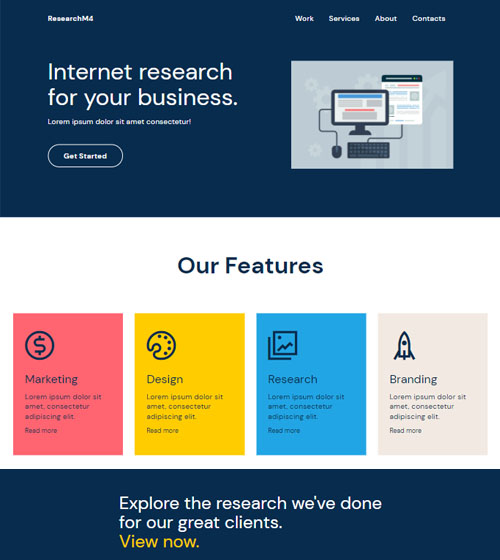 ResearchM4
Work Services About Contacts
Internet research
for your business.
Lorem ipsum dolor sit amet consectetur!
Get Started
Our Features
Marketing
Lorem ipsum dolor sit
amet, consectetur
adipiscing elit.
Read more
Design
Lorem ipsum dolor sit
amet, consectetur
adipiscing elit.
Read more
Research
Lorem ipsum dolor sit
amet, consectetur
adipiscing elit.
Read more
Branding
Lorem ipsum dolor sit
amet, consectetur
adipiscing elit.
Read more
Explore the research we've done
for our great clients.
View now.